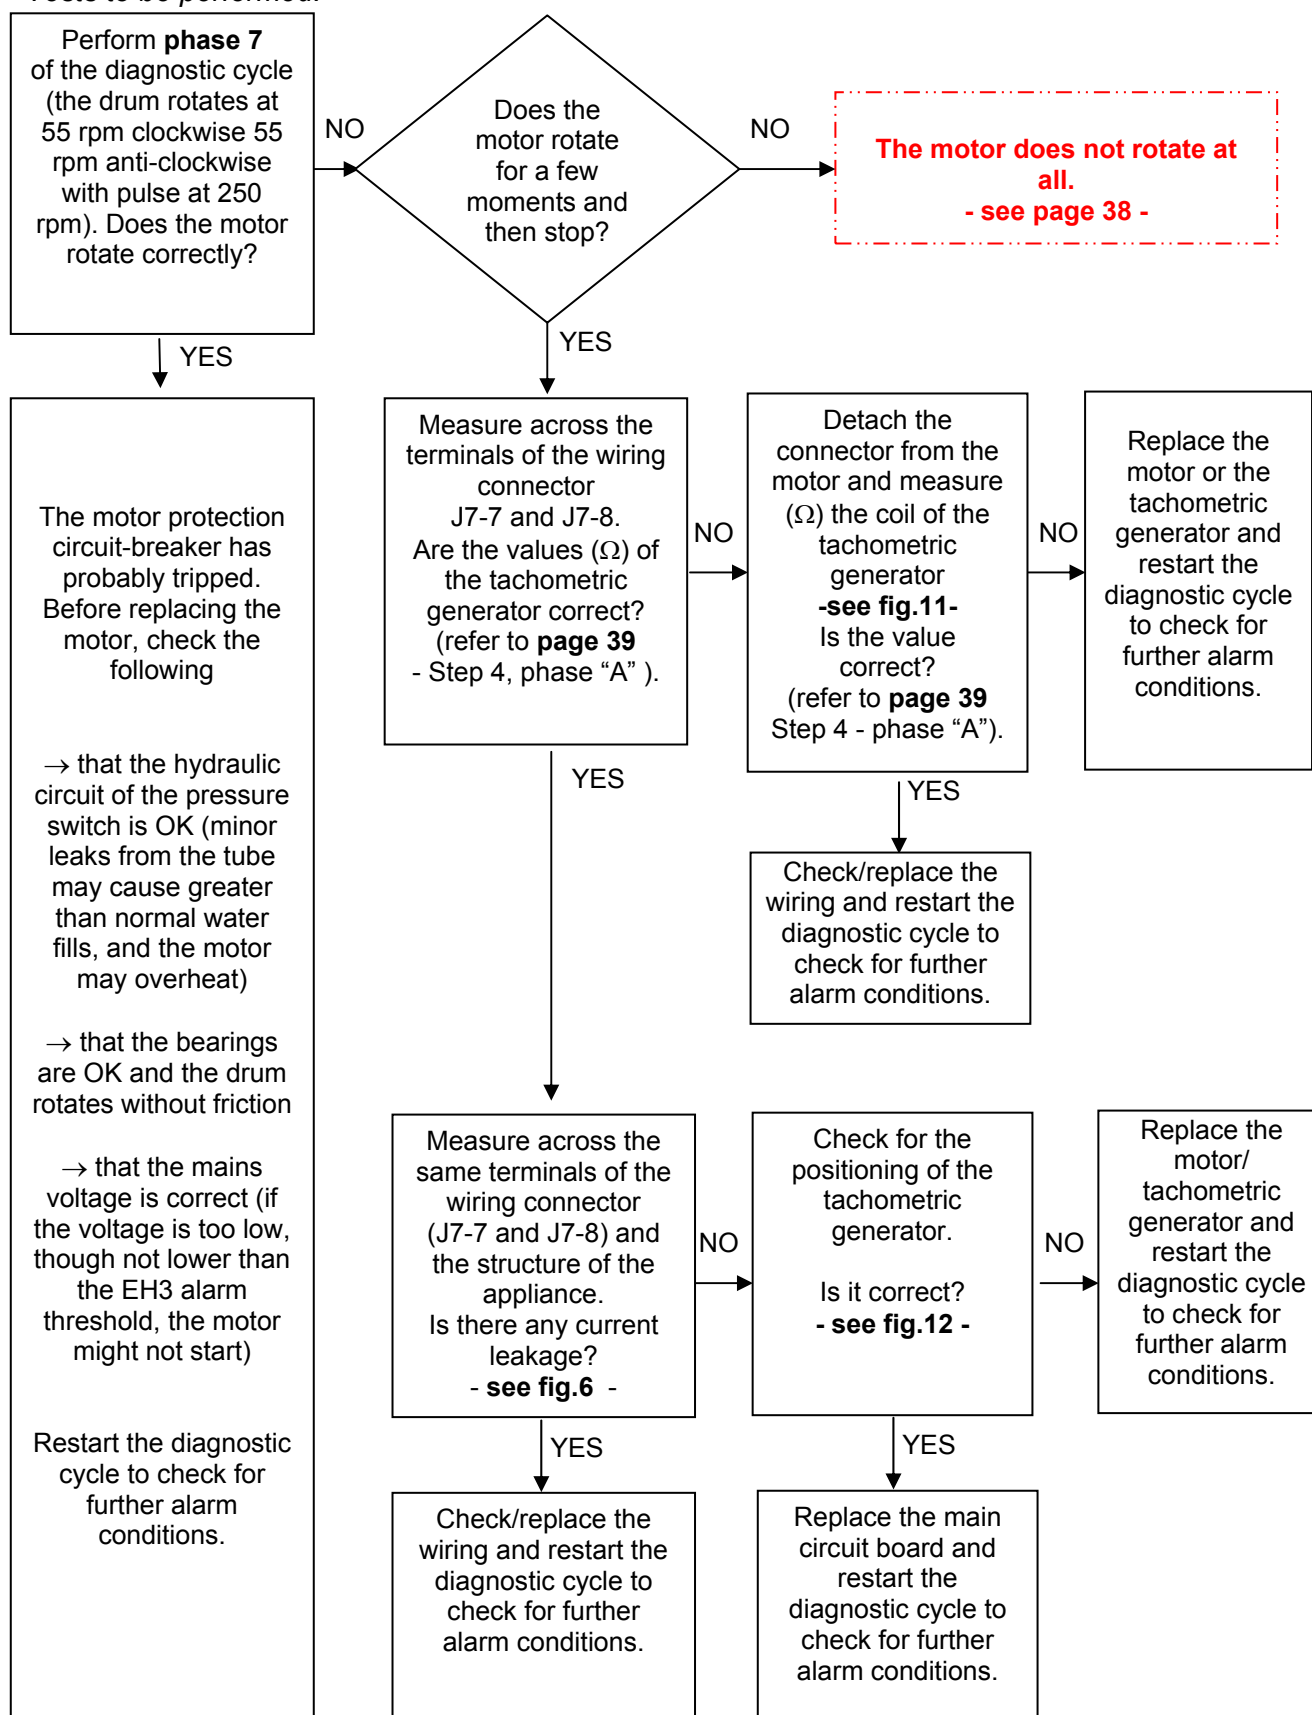 Tests to be performed:
Perform phase 7
of the diagnostic cycle
(the drum rotates at
55 rpm clockwise 55
rpm anti-clockwise
with pulse at 250
rpm). Does the motor
rotate correctly?
NO
Does the
motor rotate
for a few
moments and
then stop?
NO
The motor does not rotate at
all.
- see page 38 -
YES
YES
The motor protection
circuit-breaker has
probably tripped.
Before replacing the
motor, check the
following
→ that the hydraulic
circuit of the pressure
switch is OK (minor
leaks from the tube
may cause greater
than normal water
fills, and the motor
may overheat)
→ that the bearings
are OK and the drum
rotates without friction
→ that the mains
voltage is correct (if
the voltage is too low,
though not lower than
the EH3 alarm
threshold, the motor
might not start)
Restart the diagnostic
cycle to check for
further alarm
conditions.
Measure across the
terminals of the wiring
connector
J7-7 and J7-8.
Are the values (Ω) of
the tachometric
generator correct?
(refer to page 39
- Step 4, phase “A” ).
NO
Detach the
connector from the
motor and measure
(Ω) the coil of the
tachometric
generator
-see fig.11-
Is the value
correct?
(refer to page 39
Step 4 - phase “A”).
NO
Replace the
motor or the
tachometric
generator and
restart the
diagnostic cycle
to check for
further alarm
conditions.
YES
YES
Check/replace the
wiring and restart the
diagnostic cycle to
check for further
alarm conditions.
Measure across the
same terminals of the
wiring connector
(J7-7 and J7-8) and
the structure of the
appliance.
Is there any current
leakage?
- see fig.6 -
NO
Check for the
positioning of the
tachometric
generator.
Is it correct?
- see fig.12 -
NO
Replace the
motor/
tachometric
generator and
restart the
diagnostic cycle
to check for
further alarm
conditions.
YES
YES
Check/replace the
wiring and restart the
diagnostic cycle to
check for further
alarm conditions.
Replace the main
circuit board and
restart the
diagnostic cycle to
check for further
alarm conditions.